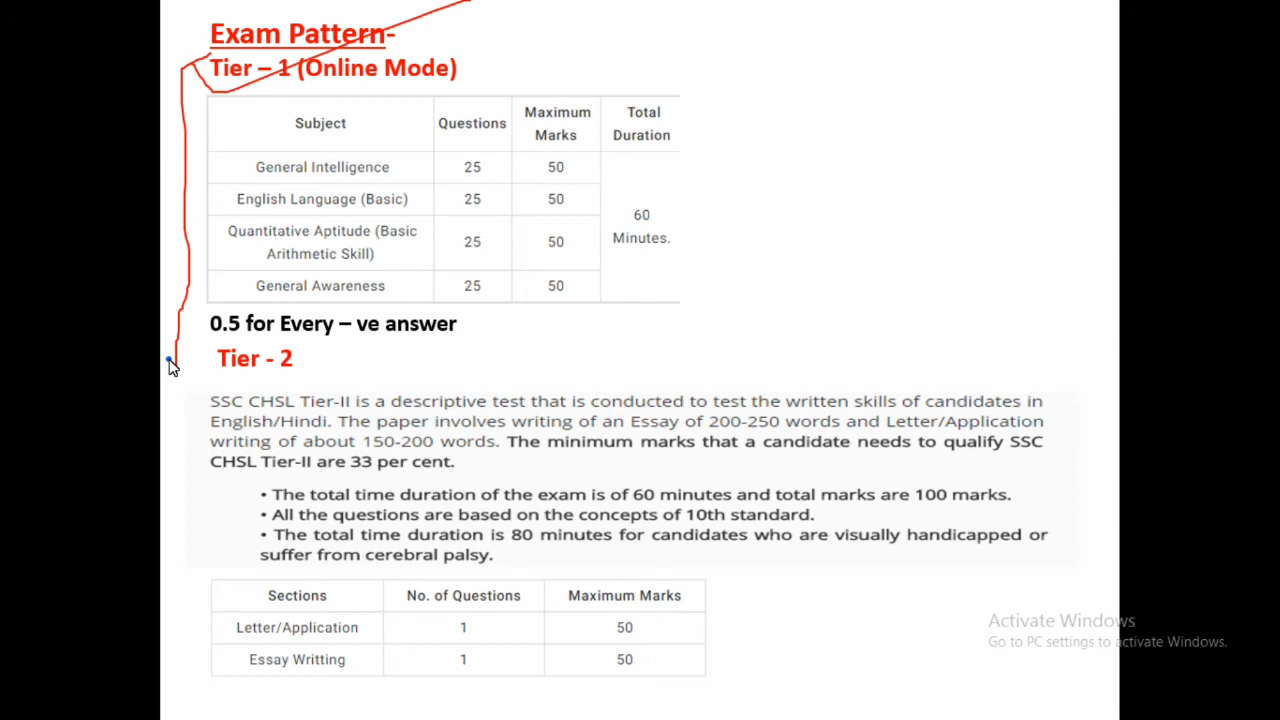 Exam Pattern-
Tier – 1 (Online Mode)
Subject Questions Maximum Marks Total Duration
General Intelligence 25 50
English Language (Basic) 25 50
Quantitative Aptitude (Basic Arithmetic Skill) 25 50
General Awareness 25 50
60 Minutes.
0.5 for Every – ve answer
Tier - 2
SSC CHSL Tier-II is a descriptive test that is conducted to test the written skills of candidates in
English/Hindi. The paper involves writing of an Essay of 200-250 words and Letter/Application
writing of about 150-200 words. The minimum marks that a candidate needs to qualify SSC
CHSL Tier-II are 33 per cent.
• The total time duration of the exam is of 60 minutes and total marks are 100 marks.
• All the questions are based on the concepts of 10th standard.
• The total time duration is 80 minutes for candidates who are visually handicapped or
suffer from cerebral palsy.
Sections No. of Questions Maximum Marks
Letter/Application 1 50
Essay Writting 1 50
Activate Windows
Go to PC settings to activate Windows.